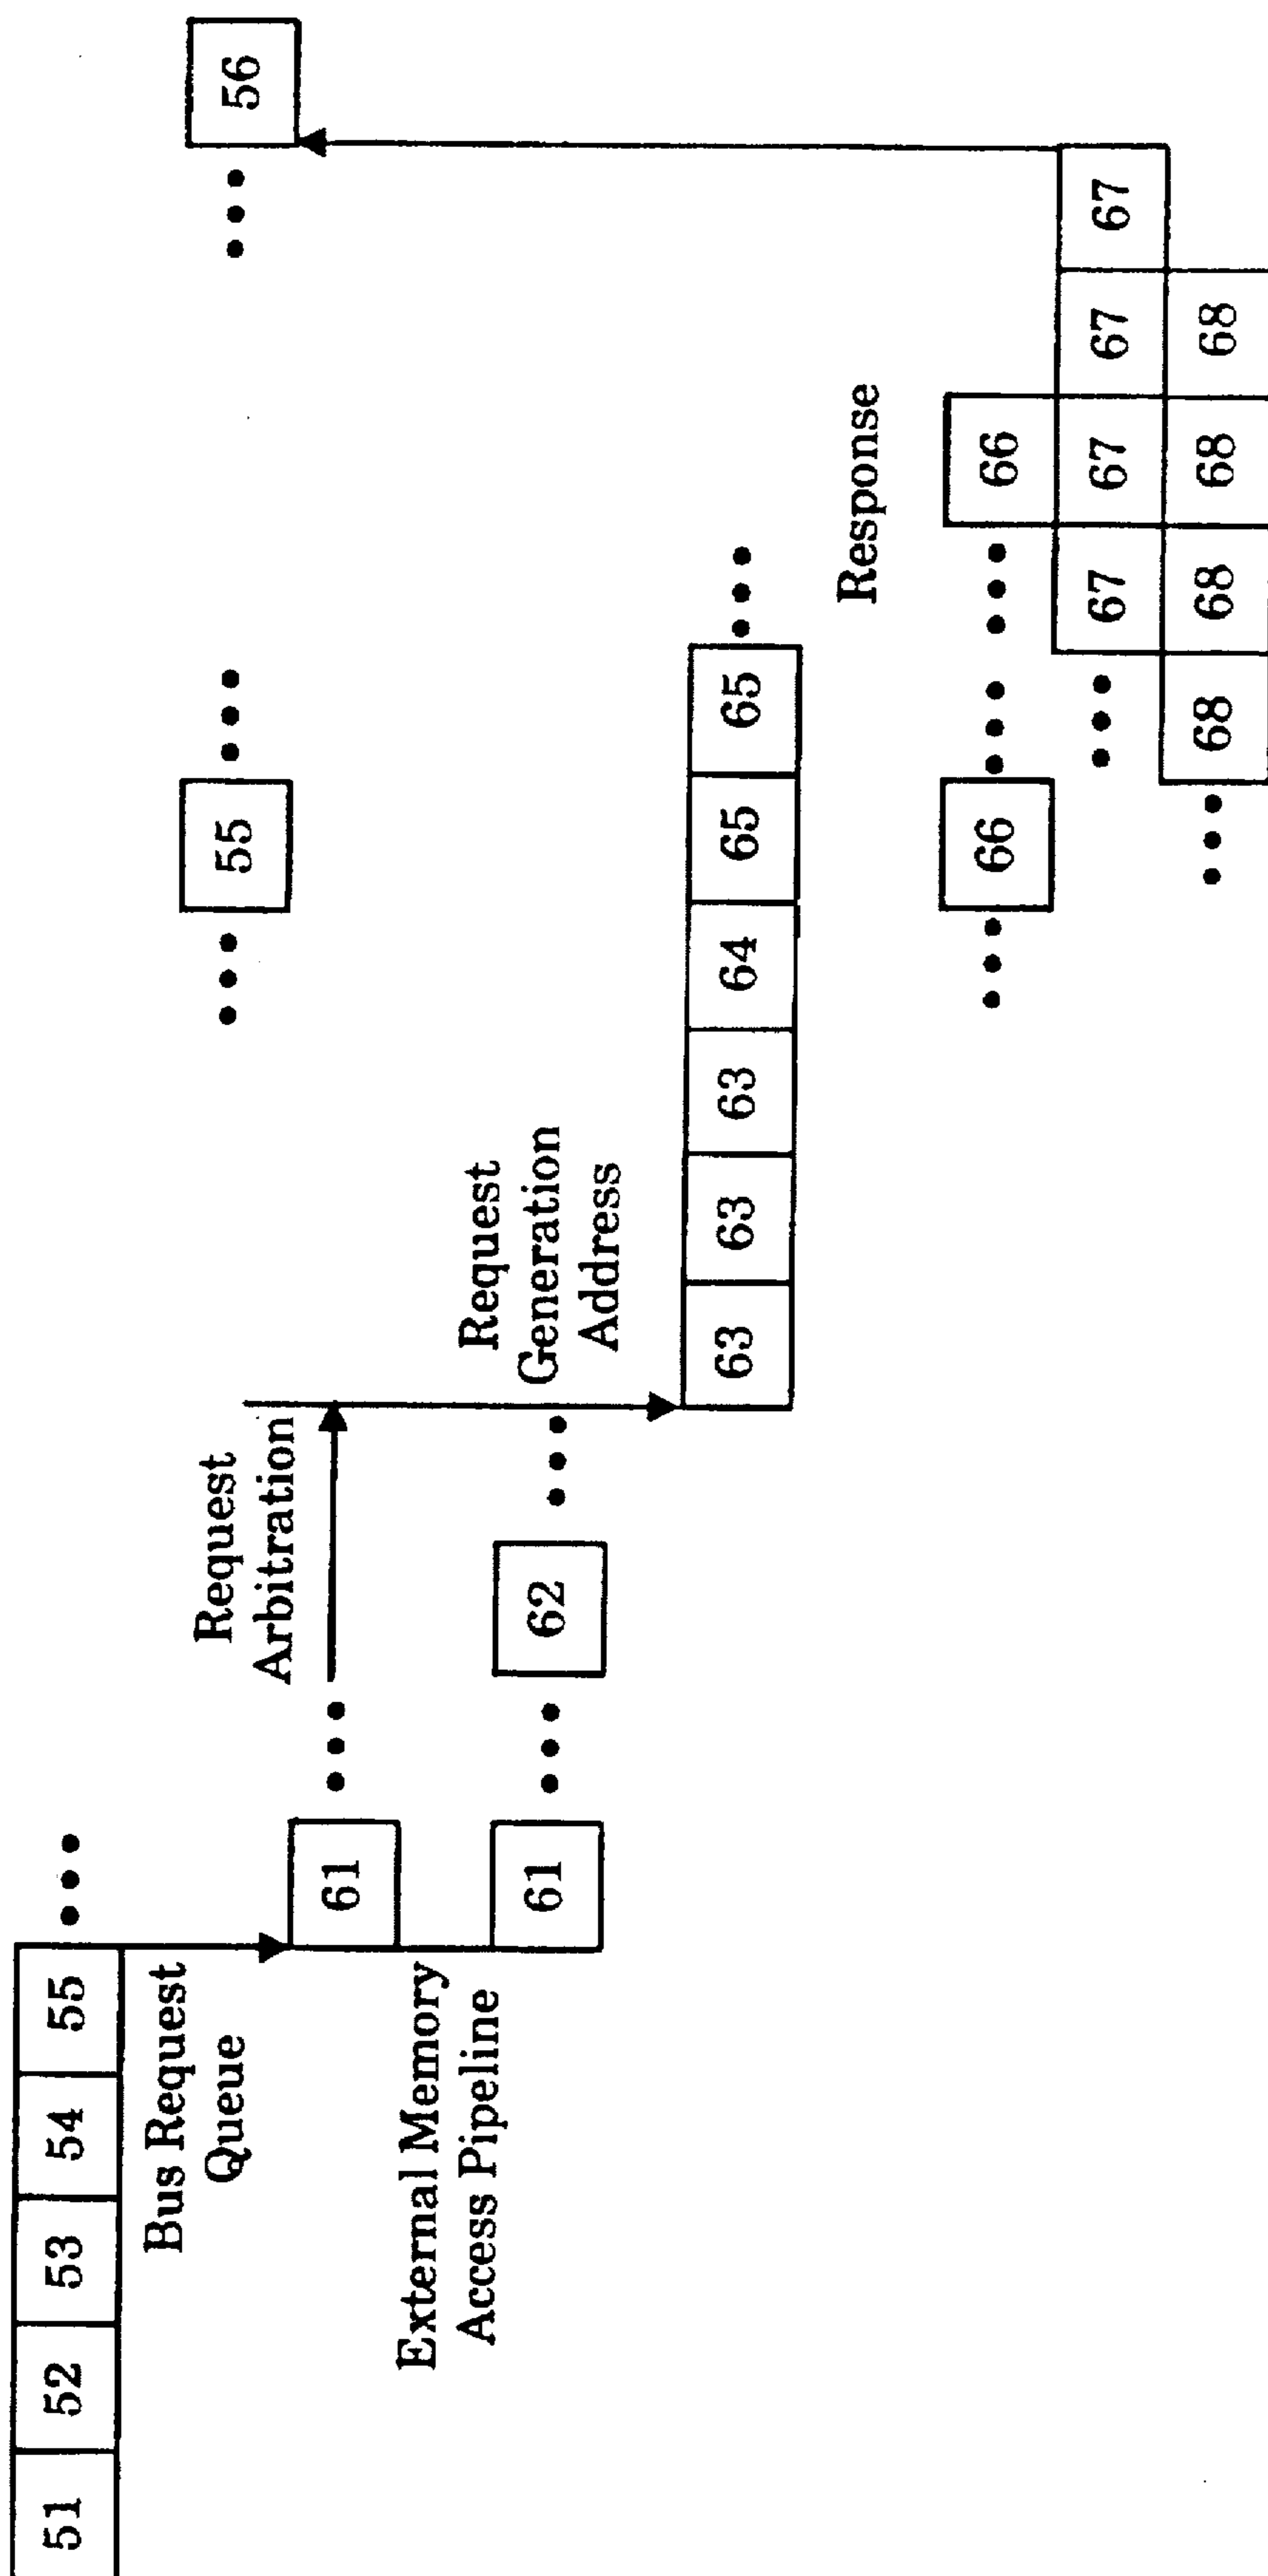 51 52 53 54 55 •••
Bus Request
Queue
••• 55 ••• ••• 56
Request
Arbitration
61 •••
External Memory
Access Pipeline
61 ••• 62 •••
Request
Generation
Address
63 63 63 64 65 65 •••
Response
••• 66 ••• ••• 66
••• 67 67 67 67
••• 68 68 68 68